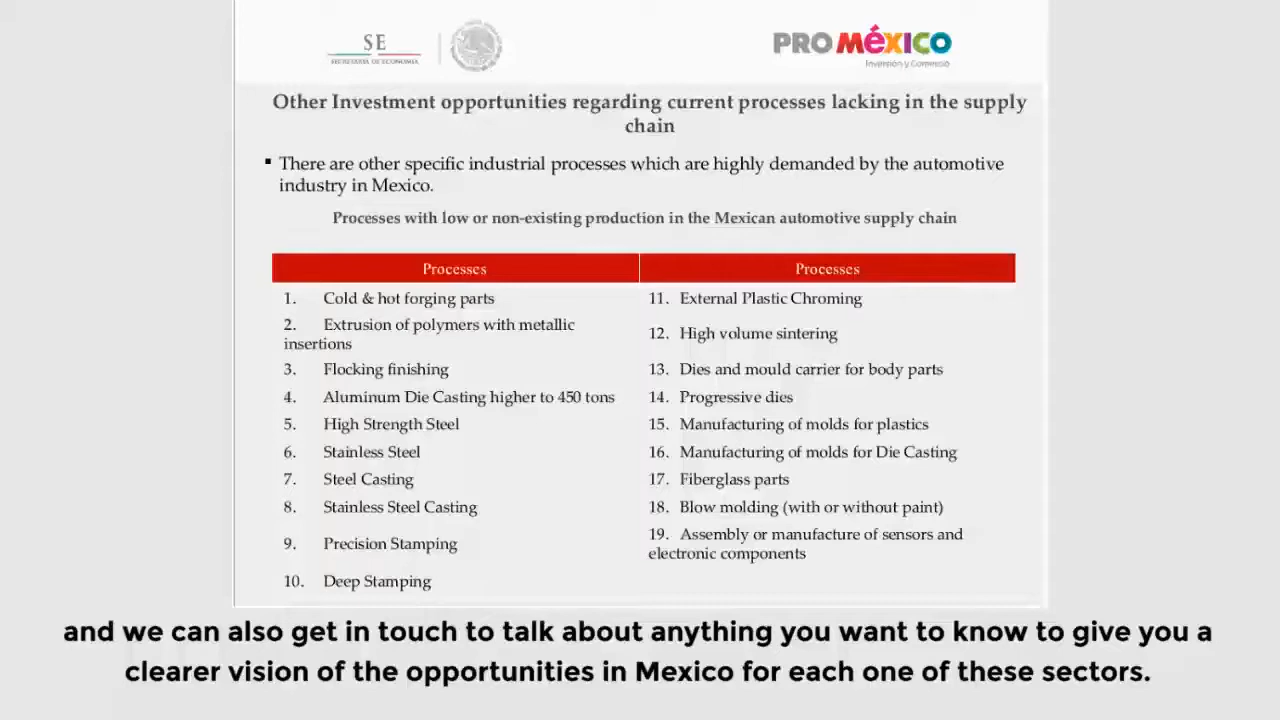 SE
SECRETARÍA DE ECONOMÍA
PROMÉXICO
Inversión y Comercio
Other Investment opportunities regarding current processes lacking in the supply
chain
▪ There are other specific industrial processes which are highly demanded by the automotive
industry in Mexico.
Processes with low or non-existing production in the Mexican automotive supply chain
Processes
1. Cold & hot forging parts
2. Extrusion of polymers with metallic
insertions
3. Flocking finishing
4. Aluminum Die Casting higher to 450 tons
5. High Strength Steel
6. Stainless Steel
7. Steel Casting
8. Stainless Steel Casting
9. Precision Stamping
10. Deep Stamping
Processes
11. External Plastic Chroming
12. High volume sintering
13. Dies and mould carrier for body parts
14. Progressive dies
15. Manufacturing of molds for plastics
16. Manufacturing of molds for Die Casting
17. Fiberglass parts
18. Blow molding (with or without paint)
19. Assembly or manufacture of sensors and
electronic components
and we can also get in touch to talk about anything you want to know to give you a
clearer vision of the opportunities in Mexico for each one of these sectors.